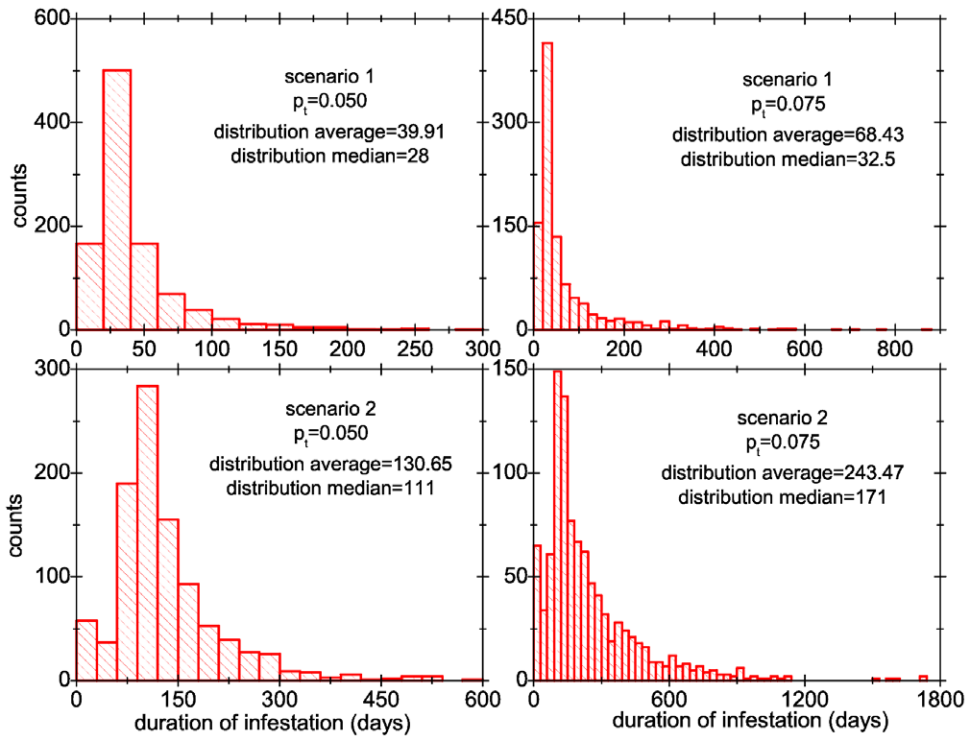 600
400
200
0
counts
scenario 1
p_t=0.050
distribution average=39.91
distribution median=28
0 50 100 150 200 250 300
450
300
150
0
scenario 1
p_t=0.075
distribution average=68.43
distribution median=32.5
0 200 400 600 800
300
200
100
0
counts
scenario 2
p_t=0.050
distribution average=130.65
distribution median=111
0 150 300 450 600
duration of infestation (days)
150
100
50
0
scenario 2
p_t=0.075
distribution average=243.47
distribution median=171
0 600 1200 1800
duration of infestation (days)